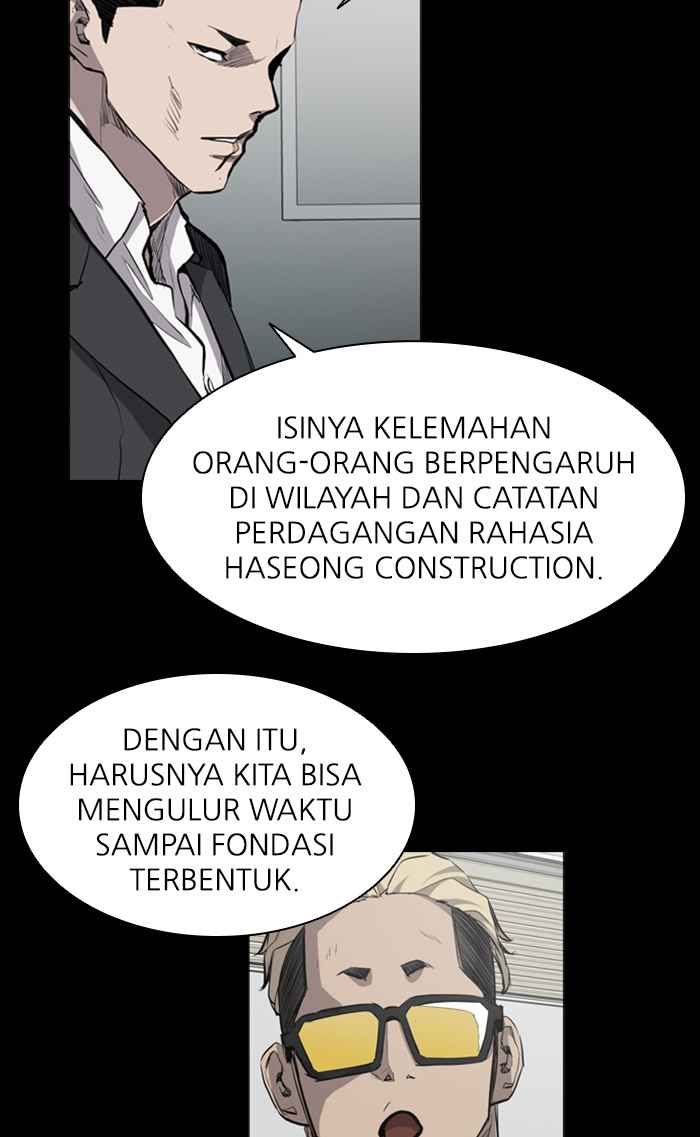 ISINYA KELEMAHAN
ORANG-ORANG BERPENGARUH
DI WILAYAH DAN CATATAN
PERDAGANGAN RAHASIA
HASEONG CONSTRUCTION.
DENGAN ITU,
HARUSNYA KITA BISA
MENGULUR WAKTU
SAMPAI FONDASI
TERBENTUK.